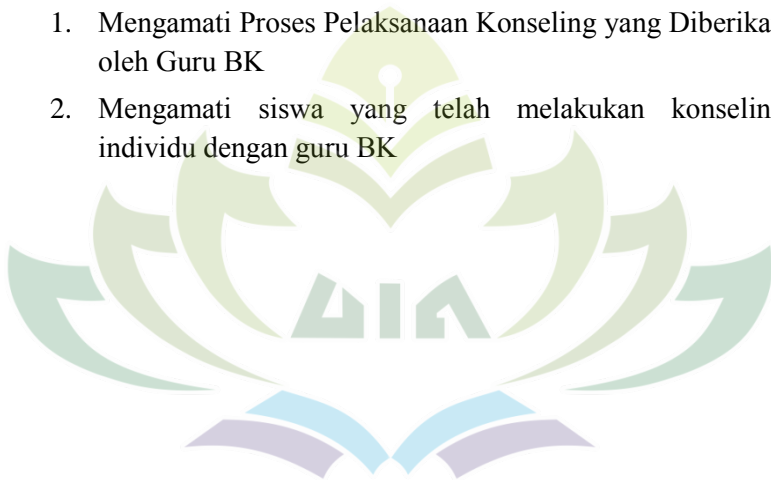 1. Mengamati Proses Pelaksanaan Konseling yang Diberika
oleh Guru BK
2. Mengamati siswa yang telah melakukan konselin
individu dengan guru BK
UIN